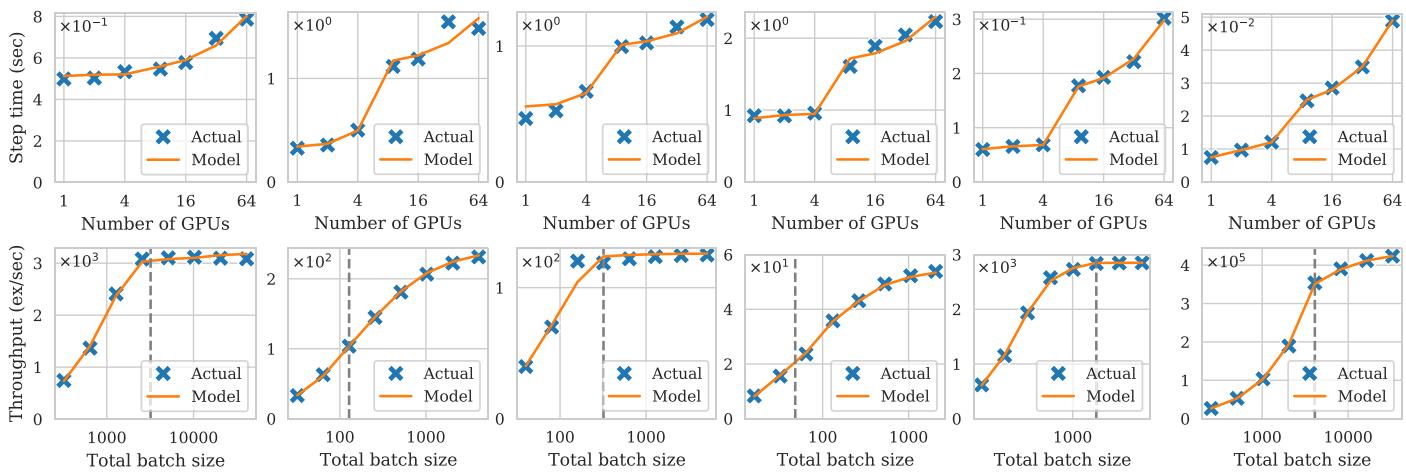 Step time (sec)
×10⁻¹
8
6
4
2
0
Actual
Model
1
4
16
64
Number of GPUs
×10⁰
1
0
Actual
Model
1
4
16
64
Number of GPUs
×10⁰
1
0
Actual
Model
1
4
16
64
Number of GPUs
×10⁰
2
1
0
Actual
Model
1
4
16
64
Number of GPUs
×10⁻¹
3
2
1
0
Actual
Model
1
4
16
64
Number of GPUs
×10⁻²
5
4
3
2
1
0
Actual
Model
1
4
16
64
Number of GPUs
Throughput (ex/sec)
×10³
3
2
1
0
Actual
Model
1000
10000
Total batch size
×10²
2
1
0
Actual
Model
100
1000
Total batch size
×10²
1
0
Actual
Model
100
1000
Total batch size
×10¹
6
4
2
0
Actual
Model
100
1000
Total batch size
×10³
3
2
1
0
Actual
Model
1000
Total batch size
×10⁵
4
3
2
1
0
Actual
Model
1000
10000
Total batch size